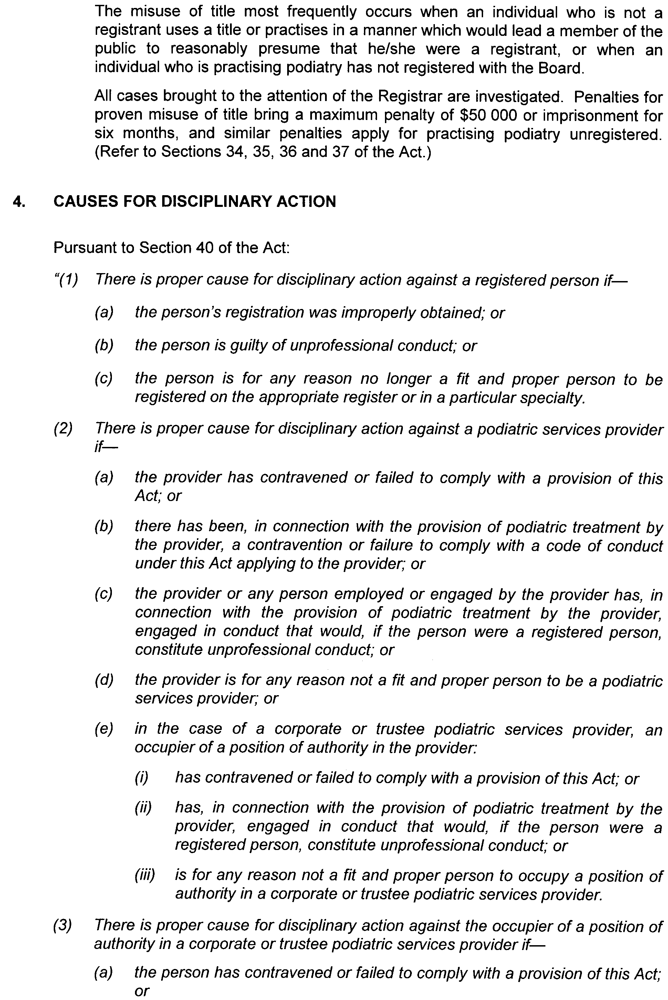 The misuse of title most frequently occurs when an individual who is not a
registrant uses a title or practises in a manner which would lead a member of the
public to reasonably presume that he/she were a registrant, or when an
individual who is practising podiatry has not registered with the Board.
All cases brought to the attention of the Registrar are investigated. Penalties for
proven misuse of title bring a maximum penalty of $50 000 or imprisonment for
six months, and similar penalties apply for practising podiatry unregistered.
(Refer to Sections 34, 35, 36 and 37 of the Act.)
4. CAUSES FOR DISCIPLINARY ACTION
Pursuant to Section 40 of the Act:
“(1) There is proper cause for disciplinary action against a registered person if—
(a) the person's registration was improperly obtained; or
(b) the person is guilty of unprofessional conduct; or
(c) the person is for any reason no longer a fit and proper person to be
registered on the appropriate register or in a particular specialty.
(2) There is proper cause for disciplinary action against a podiatric services provider
if—
(a) the provider has contravened or failed to comply with a provision of this
Act; or
(b) there has been, in connection with the provision of podiatric treatment by
the provider, a contravention or failure to comply with a code of conduct
under this Act applying to the provider; or
(c) the provider or any person employed or engaged by the provider has, in
connection with the provision of podiatric treatment by the provider,
engaged in conduct that would, if the person were a registered person,
constitute unprofessional conduct; or
(d) the provider is for any reason not a fit and proper person to be a podiatric
services provider; or
(e) in the case of a corporate or trustee podiatric services provider, an
occupier of a position of authority in the provider:
(i) has contravened or failed to comply with a provision of this Act; or
(ii) has, in connection with the provision of podiatric treatment by the
provider, engaged in conduct that would, if the person were a
registered person, constitute unprofessional conduct; or
(iii) is for any reason not a fit and proper person to occupy a position of
authority in a corporate or trustee podiatric services provider.
(3) There is proper cause for disciplinary action against the occupier of a position of
authority in a corporate or trustee podiatric services provider if—
(a) the person has contravened or failed to comply with a provision of this Act;
or